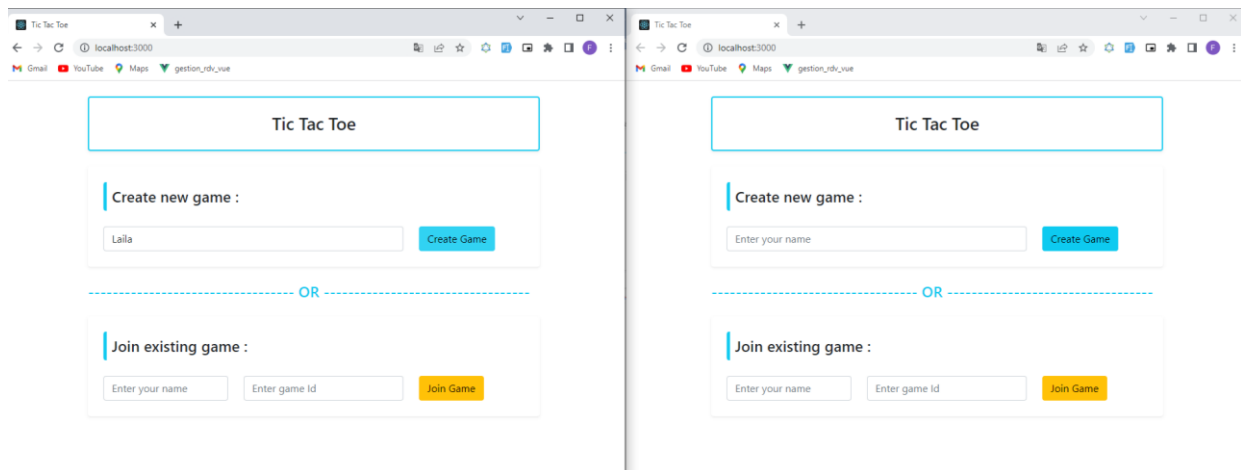 Tic Tac Toe
localhost:3000
Gmail YouTube Maps gestion_rdv_vue
Tic Tac Toe
Create new game :
Laila Create Game
---------------------------------- OR ----------------------------------
Join existing game :
Enter your name Enter game Id Join Game
Tic Tac Toe
localhost:3000
Gmail YouTube Maps gestion_rdv_vue
Tic Tac Toe
Create new game :
Enter your name Create Game
---------------------------------- OR ----------------------------------
Join existing game :
Enter your name Enter game Id Join Game